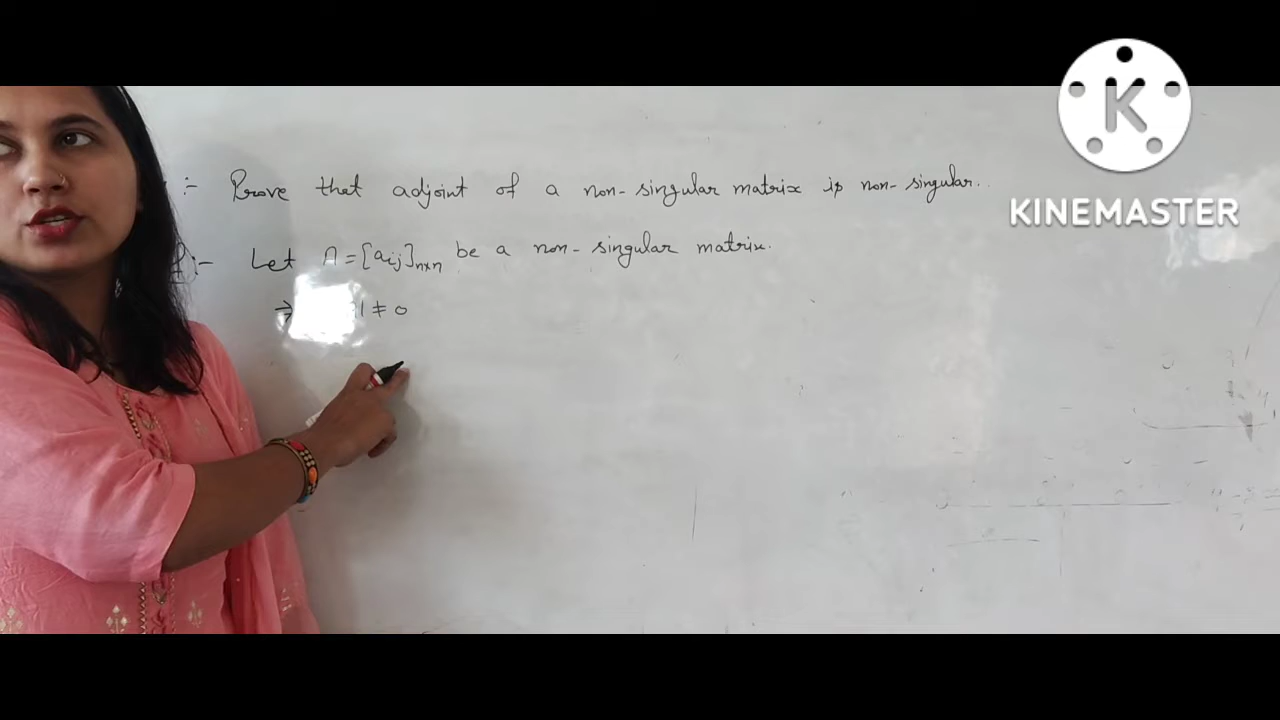 :- Prove that adjoint of a non-singular matrix is non-singular..
:- Let A = [aij]n×n be a non-singular matrix.
⇒ | ≠ 0
KINEMASTER